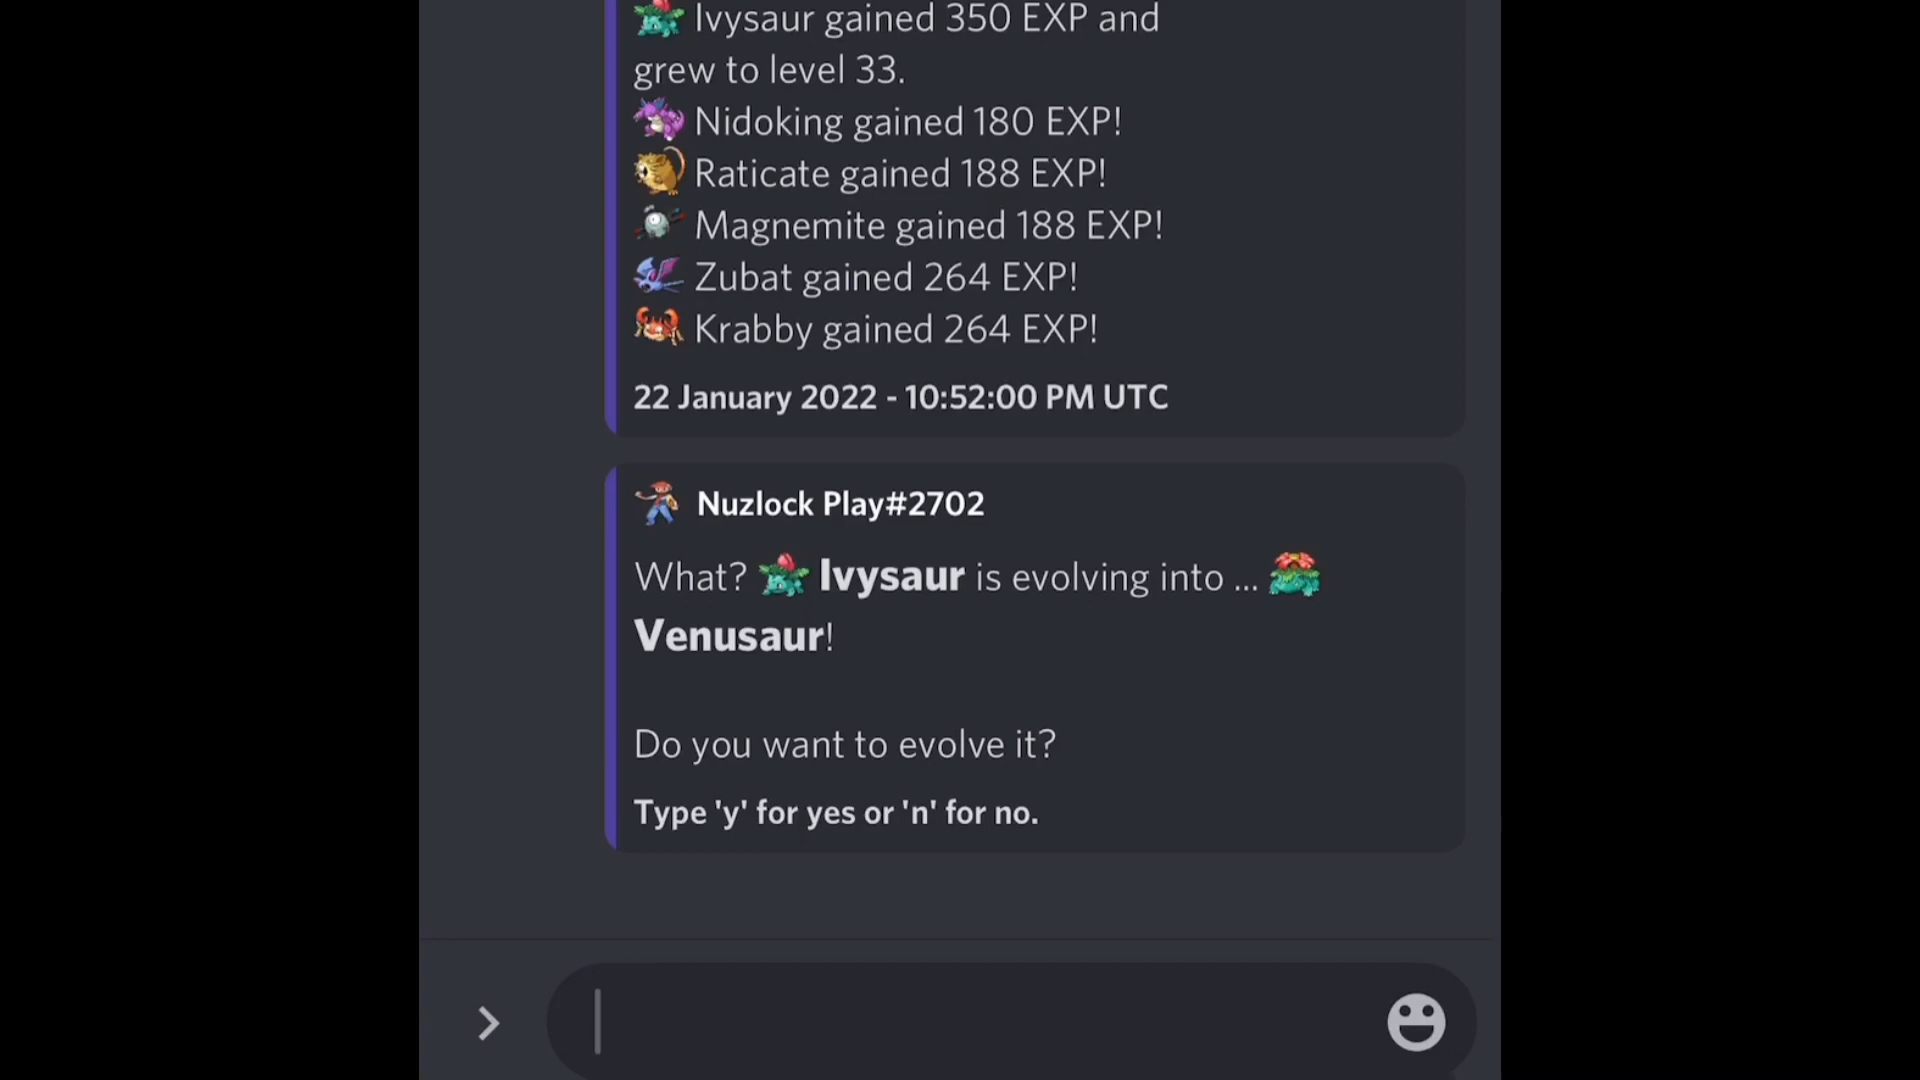 Ivysaur gained 350 EXP and
grew to level 33.
Nidoking gained 180 EXP!
Raticate gained 188 EXP!
Magnemite gained 188 EXP!
Zubat gained 264 EXP!
Krabby gained 264 EXP!
22 January 2022 - 10:52:00 PM UTC
Nuzlock Play#2702
What? Ivysaur is evolving into ...
Venusaur!
Do you want to evolve it?
Type 'y' for yes or 'n' for no.